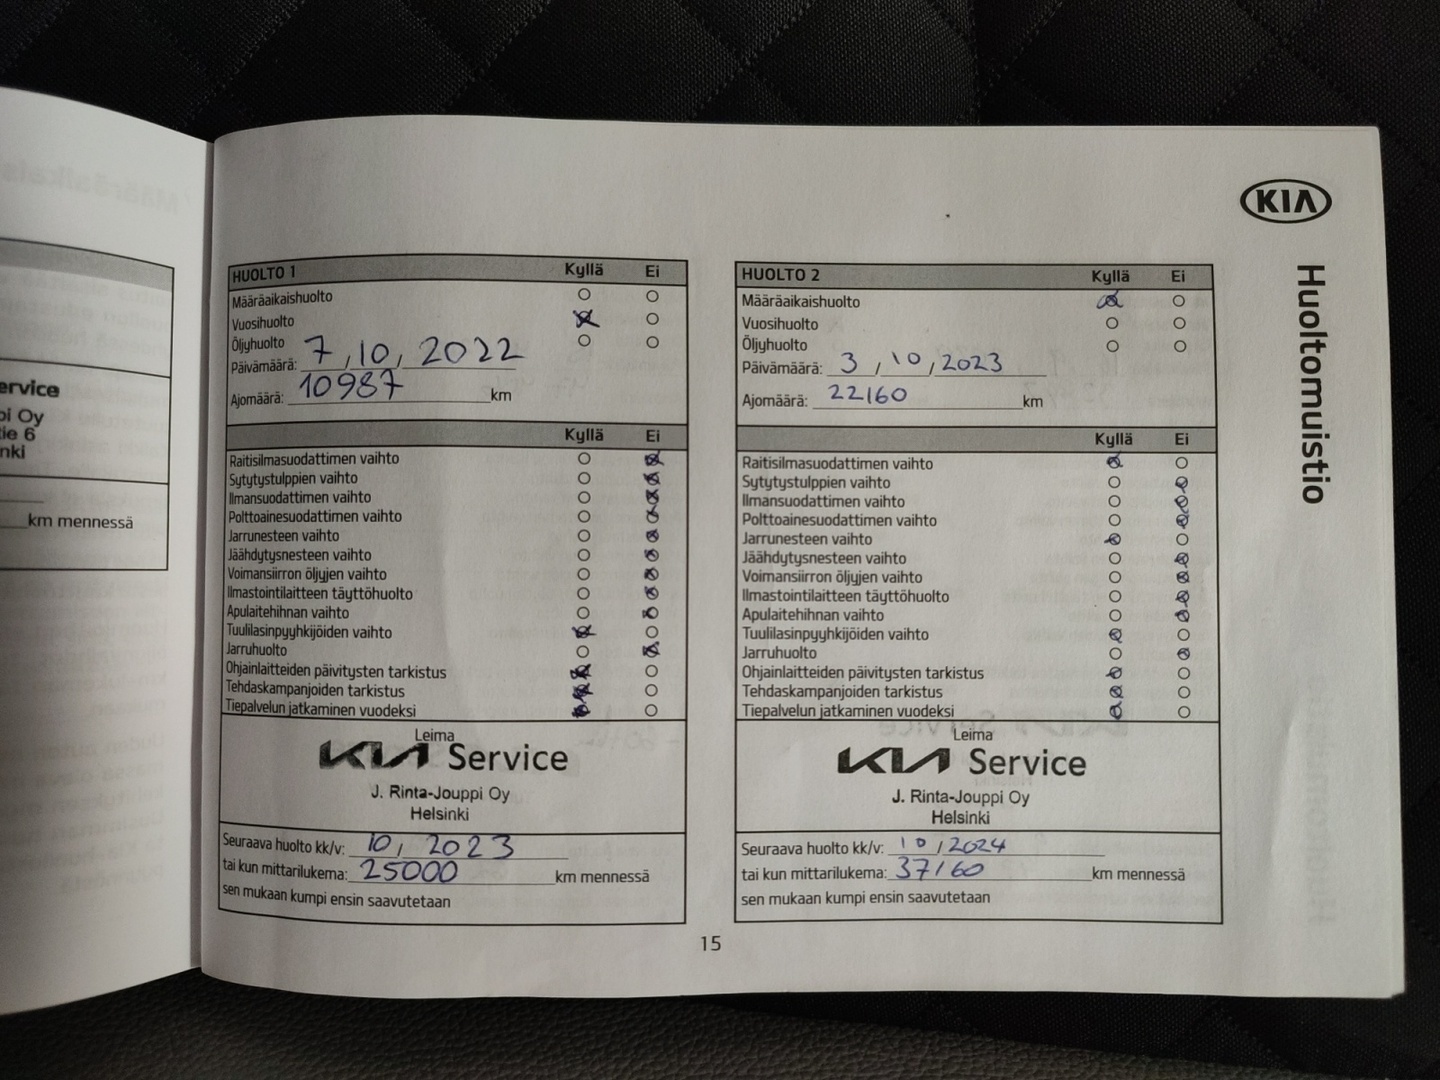 KIA
Huoltomuistio
ervice
pi Oy
tie 6
nki
km mennessä
HUOLTO 1 Kyllä Ei
Määräaikaishuolto
Vuosihuolto
Öljyhuolto
Päivämäärä: 7, 10, 2022
Ajomäärä: 10987 km
Kyllä Ei
Raitisilmasuodattimen vaihto
Sytytystulppien vaihto
Ilmansuodattimen vaihto
Polttoainesuodattimen vaihto
Jarrunesteen vaihto
Jäähdytysnesteen vaihto
Voimansiirron öljyjen vaihto
Ilmastointilaitteen täyttöhuolto
Apulaitehihnan vaihto
Tuulilasinpyyhkijöiden vaihto
Jarruhuolto
Ohjainlaitteiden päivitysten tarkistus
Tehdaskampanjoiden tarkistus
Tiepalvelun jatkaminen vuodeksi
Leima
KIA Service
J. Rinta-Jouppi Oy
Helsinki
Seuraava huolto kk/v: 10, 2023
tai kun mittarilukema: 25000 km mennessä
sen mukaan kumpi ensin saavutetaan
HUOLTO 2 Kyllä Ei
Määräaikaishuolto
Vuosihuolto
Öljyhuolto
Päivämäärä: 3, 10, 2023
Ajomäärä: 22160 km
Kyllä Ei
Raitisilmasuodattimen vaihto
Sytytystulppien vaihto
Ilmansuodattimen vaihto
Polttoainesuodattimen vaihto
Jarrunesteen vaihto
Jäähdytysnesteen vaihto
Voimansiirron öljyjen vaihto
Ilmastointilaitteen täyttöhuolto
Apulaitehihnan vaihto
Tuulilasinpyyhkijöiden vaihto
Jarruhuolto
Ohjainlaitteiden päivitysten tarkistus
Tehdaskampanjoiden tarkistus
Tiepalvelun jatkaminen vuodeksi
Leima
KIA Service
J. Rinta-Jouppi Oy
Helsinki
Seuraava huolto kk/v: 10, 2024
tai kun mittarilukema: 37160 km mennessä
sen mukaan kumpi ensin saavutetaan
15